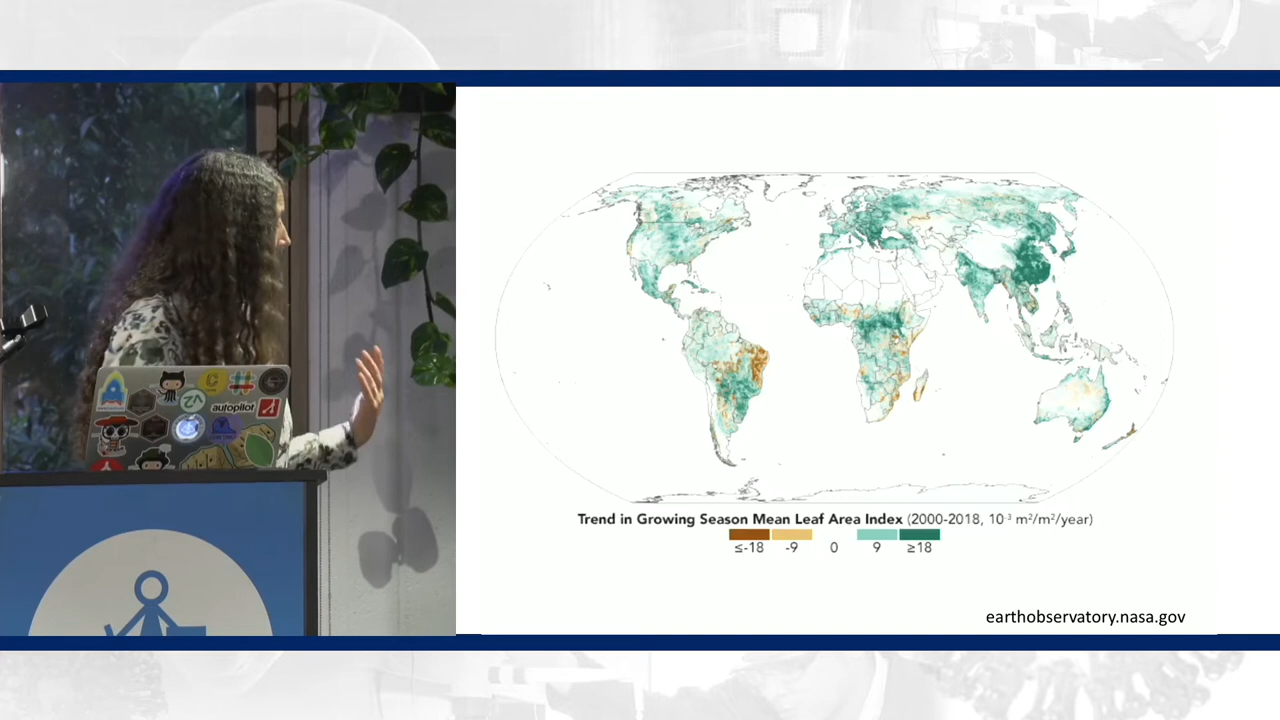 autopilot
Trend in Growing Season Mean Leaf Area Index (2000-2018, 10⁻³ m²/m²/year)
≤-18 -9 0 9 ≥18
earthobservatory.nasa.gov